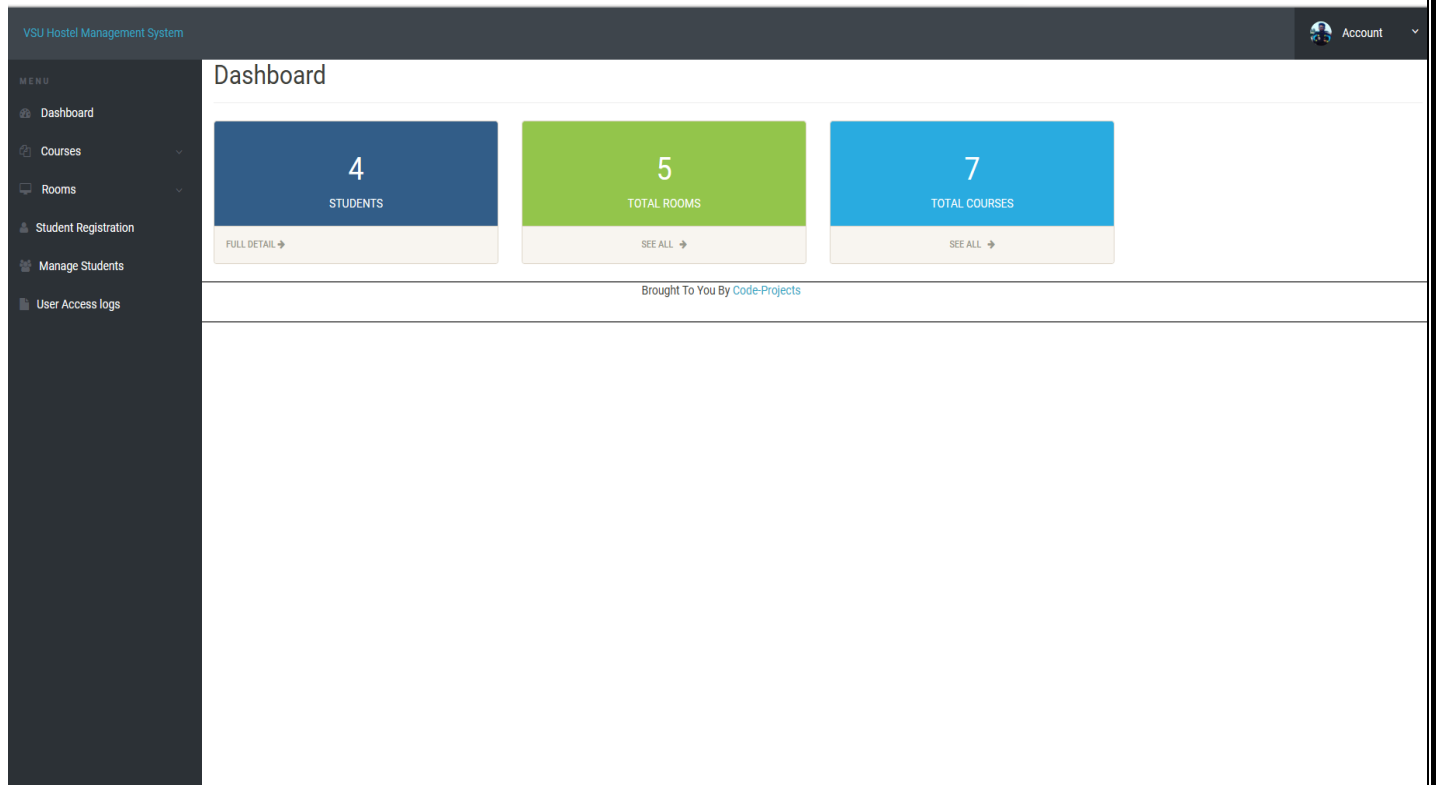 VSU Hostel Management System
Account
MENU
Dashboard
Courses
Rooms
Student Registration
Manage Students
User Access logs
Dashboard
4
STUDENTS
FULL DETAIL
5
TOTAL ROOMS
SEE ALL
7
TOTAL COURSES
SEE ALL
Brought To You By Code-Projects